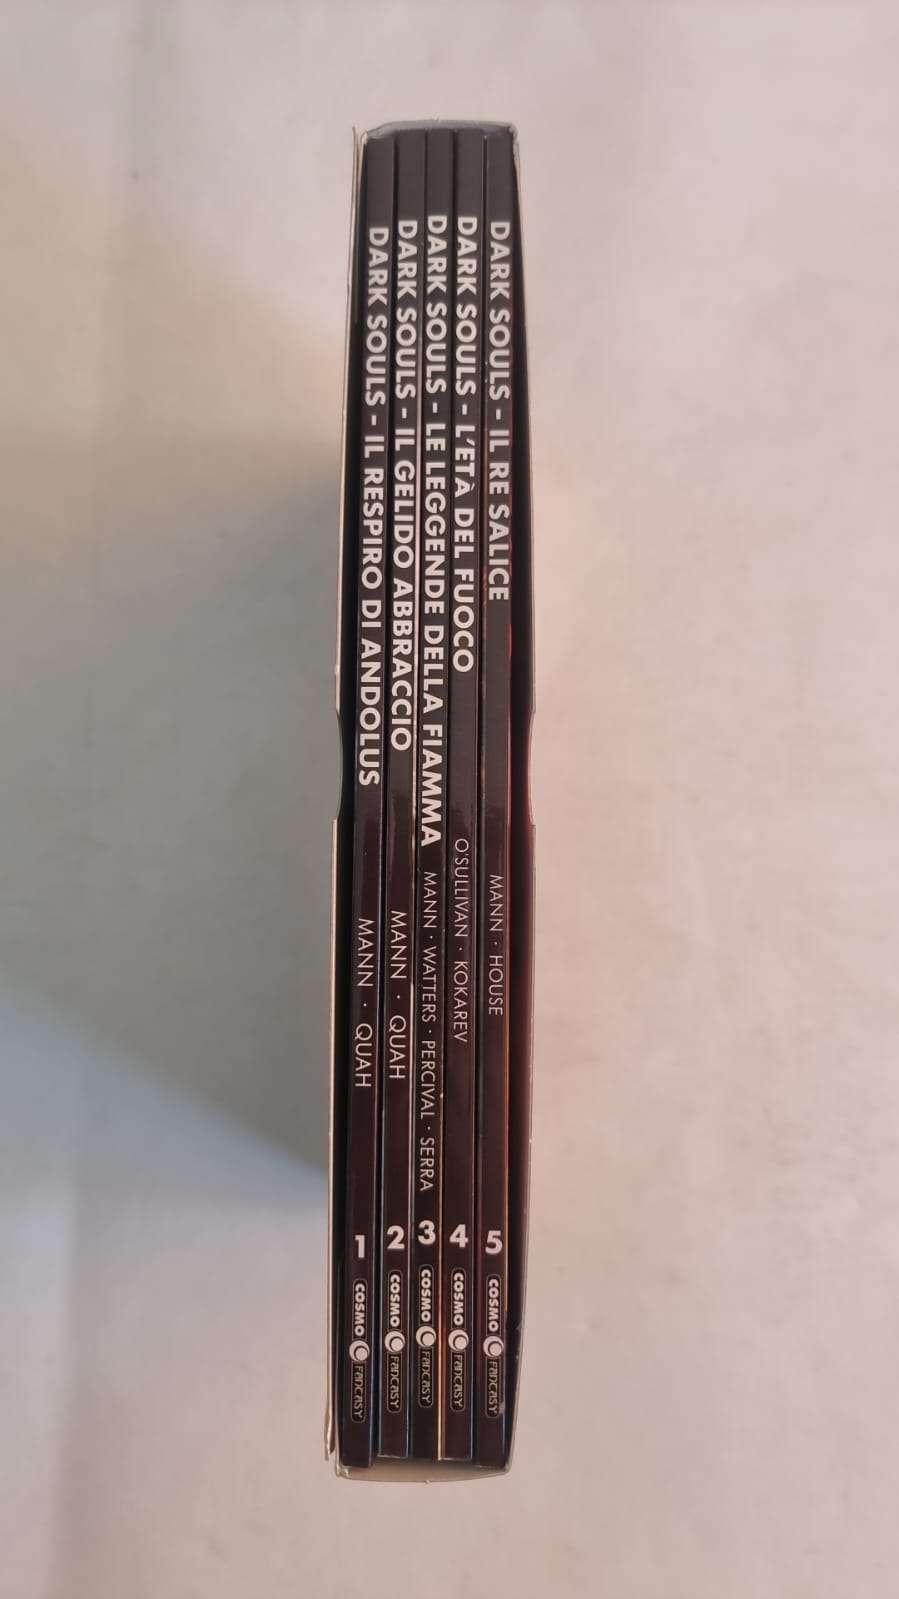 DARK SOULS - IL RESPIRO DI ANDOLUS MANN · QUAH 1 COSMO FANTASY
DARK SOULS - IL GELIDO ABBRACCIO MANN · QUAH 2 COSMO FANTASY
DARK SOULS - LE LEGGENDE DELLA FIAMMA MANN · WATTERS · PERCIVAL · SERRA 3 COSMO FANTASY
DARK SOULS - L'ETÀ DEL FUOCO O'SULLIVAN · KOKAREV 4 COSMO FANTASY
DARK SOULS - IL RE SALICE MANN · HOUSE 5 COSMO FANTASY